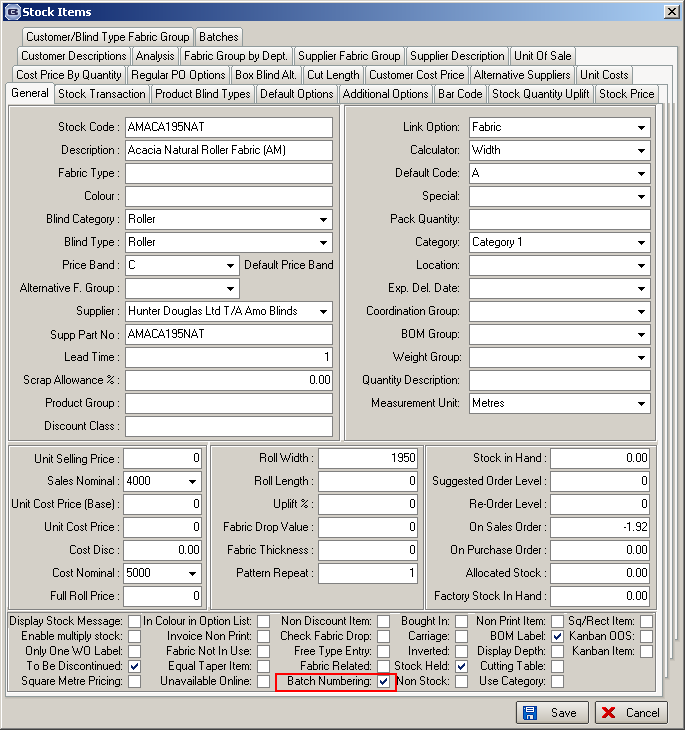 Stock Items
Customer/Blind Type Fabric Group Batches
Customer Descriptions Analysis Fabric Group by Dept. Supplier Fabric Group Supplier Description Unit Of Sale
Cost Price By Quantity Regular PO Options Box Blind Alt. Cut Length Customer Cost Price Alternative Suppliers Unit Costs
General Stock Transaction Product Blind Types Default Options Additional Options Bar Code Stock Quantity Uplift Stock Price
Stock Code : AMACA195NAT
Description : Acacia Natural Roller Fabric (AM)
Fabric Type :
Colour :
Blind Category : Roller
Blind Type : Roller
Price Band : C Default Price Band
Alternative F. Group :
Supplier : Hunter Douglas Ltd T/A Amo Blinds
Supp Part No : AMACA195NAT
Lead Time : 1
Scrap Allowance % : 0.00
Product Group :
Discount Class :
Link Option: Fabric
Calculator: Width
Default Code: A
Special:
Pack Quantity:
Category: Category 1
Location:
Exp. Del. Date:
Coordination Group:
BOM Group:
Weight Group:
Quantity Description:
Measurement Unit: Metres
Unit Selling Price : 0
Sales Nominal : 4000
Unit Cost Price (Base) : 0
Unit Cost Price : 0
Cost Disc : 0.00
Cost Nominal : 5000
Full Roll Price : 0
Roll Width : 1950
Roll Length : 0
Uplift % : 0
Fabric Drop Value : 0
Fabric Thickness : 0
Pattern Repeat : 1
Stock in Hand : 0.00
Suggested Order Level : 0
Re-Order Level : 0
On Sales Order : -1.92
On Purchase Order : 0.00
Allocated Stock : 0.00
Factory Stock In Hand : 0.00
Display Stock Message: In Colour in Option List: Non Discount Item: Bought In: Non Print Item: Sq/Rect Item:
Enable multiply stock: Invoice Non Print: Check Fabric Drop: Carriage: BOM Label: Kanban OOS:
Only One WO Label: Fabric Not In Use: Free Type Entry: Inverted: Display Depth: Kanban Item:
To Be Discontinued: Equal Taper Item: Fabric Related: Stock Held: Cutting Table:
Square Metre Pricing: Unavailable Online: Batch Numbering: Non Stock: Use Category:
Save Cancel